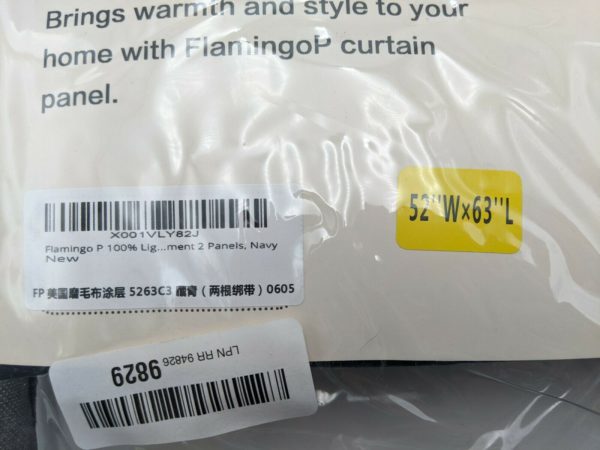 Brings warmth and style to your
home with FlamingoP curtain
panel.
52''W×63''L
X001VLY82J
Flamingo P 100% Lig...ment 2 Panels, Navy
New
FP 美国磨毛布涂层 5263C3 藏青（两根绑带）0605
LPN RR 94826
9829